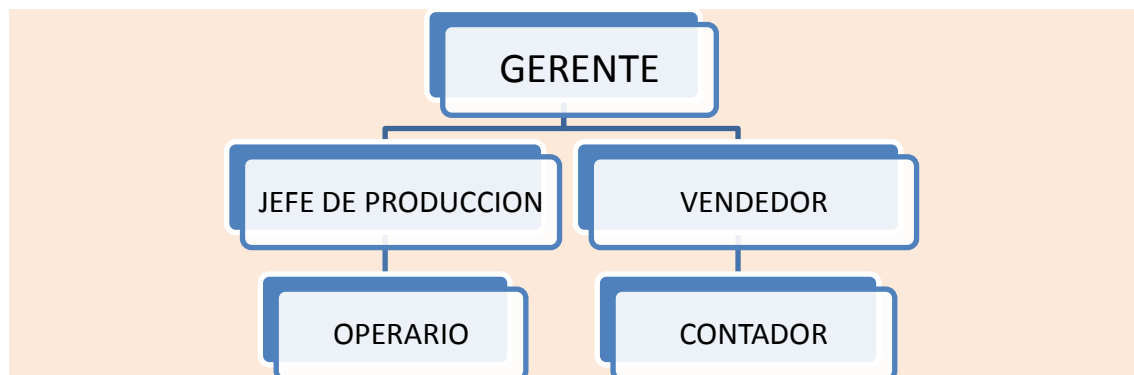 GERENTE
JEFE DE PRODUCCION
VENDEDOR
OPERARIO
CONTADOR